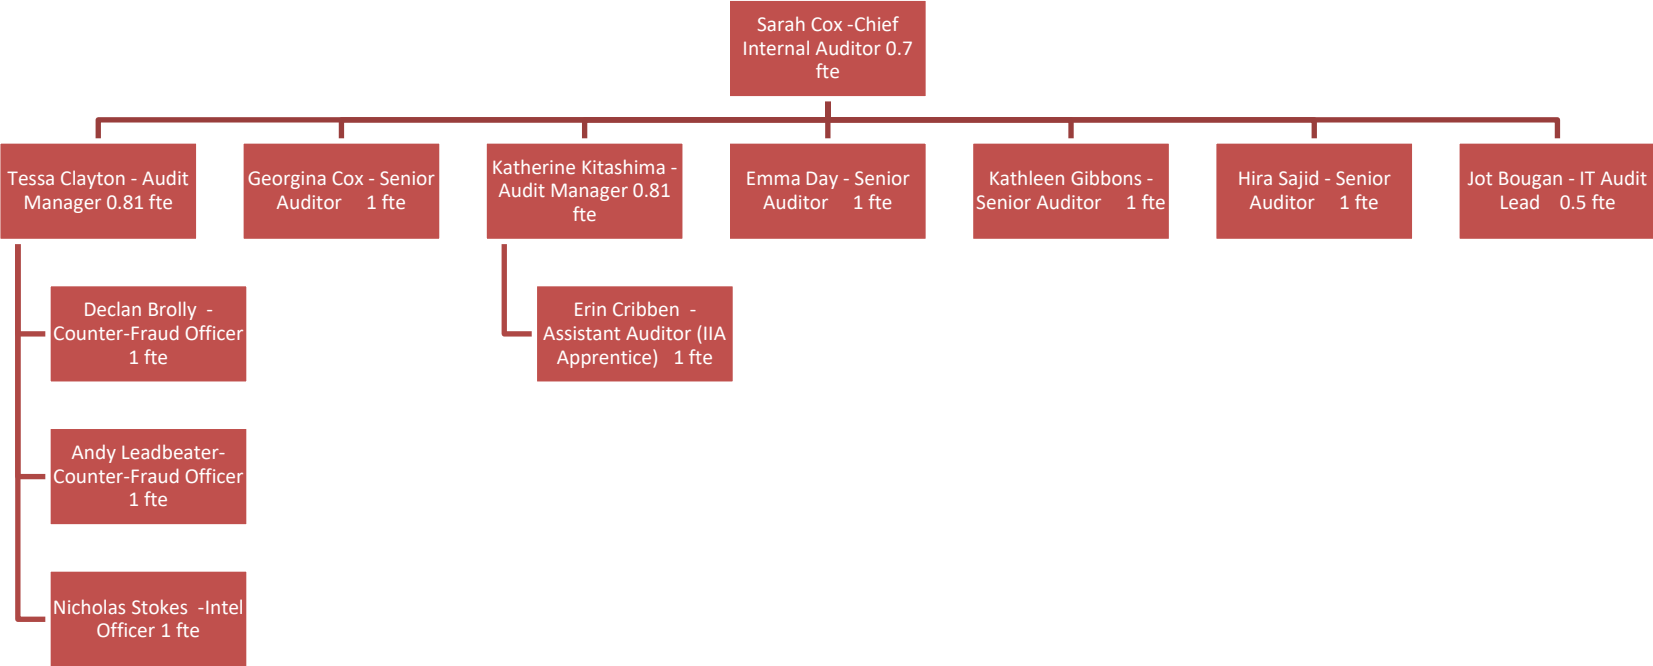 Sarah Cox -Chief
Internal Auditor 0.7
fte
Tessa Clayton - Audit
Manager 0.81 fte
Georgina Cox - Senior
Auditor    1 fte
Katherine Kitashima -
Audit Manager 0.81
fte
Emma Day - Senior
Auditor    1 fte
Kathleen Gibbons -
Senior Auditor    1 fte
Hira Sajid - Senior
Auditor    1 fte
Jot Bougan - IT Audit
Lead    0.5 fte
Declan Brolly  -
Counter-Fraud Officer
1 fte
Erin Cribben  -
Assistant Auditor (IIA
Apprentice)   1 fte
Andy Leadbeater-
Counter-Fraud Officer
1 fte
Nicholas Stokes  -Intel
Officer 1 fte